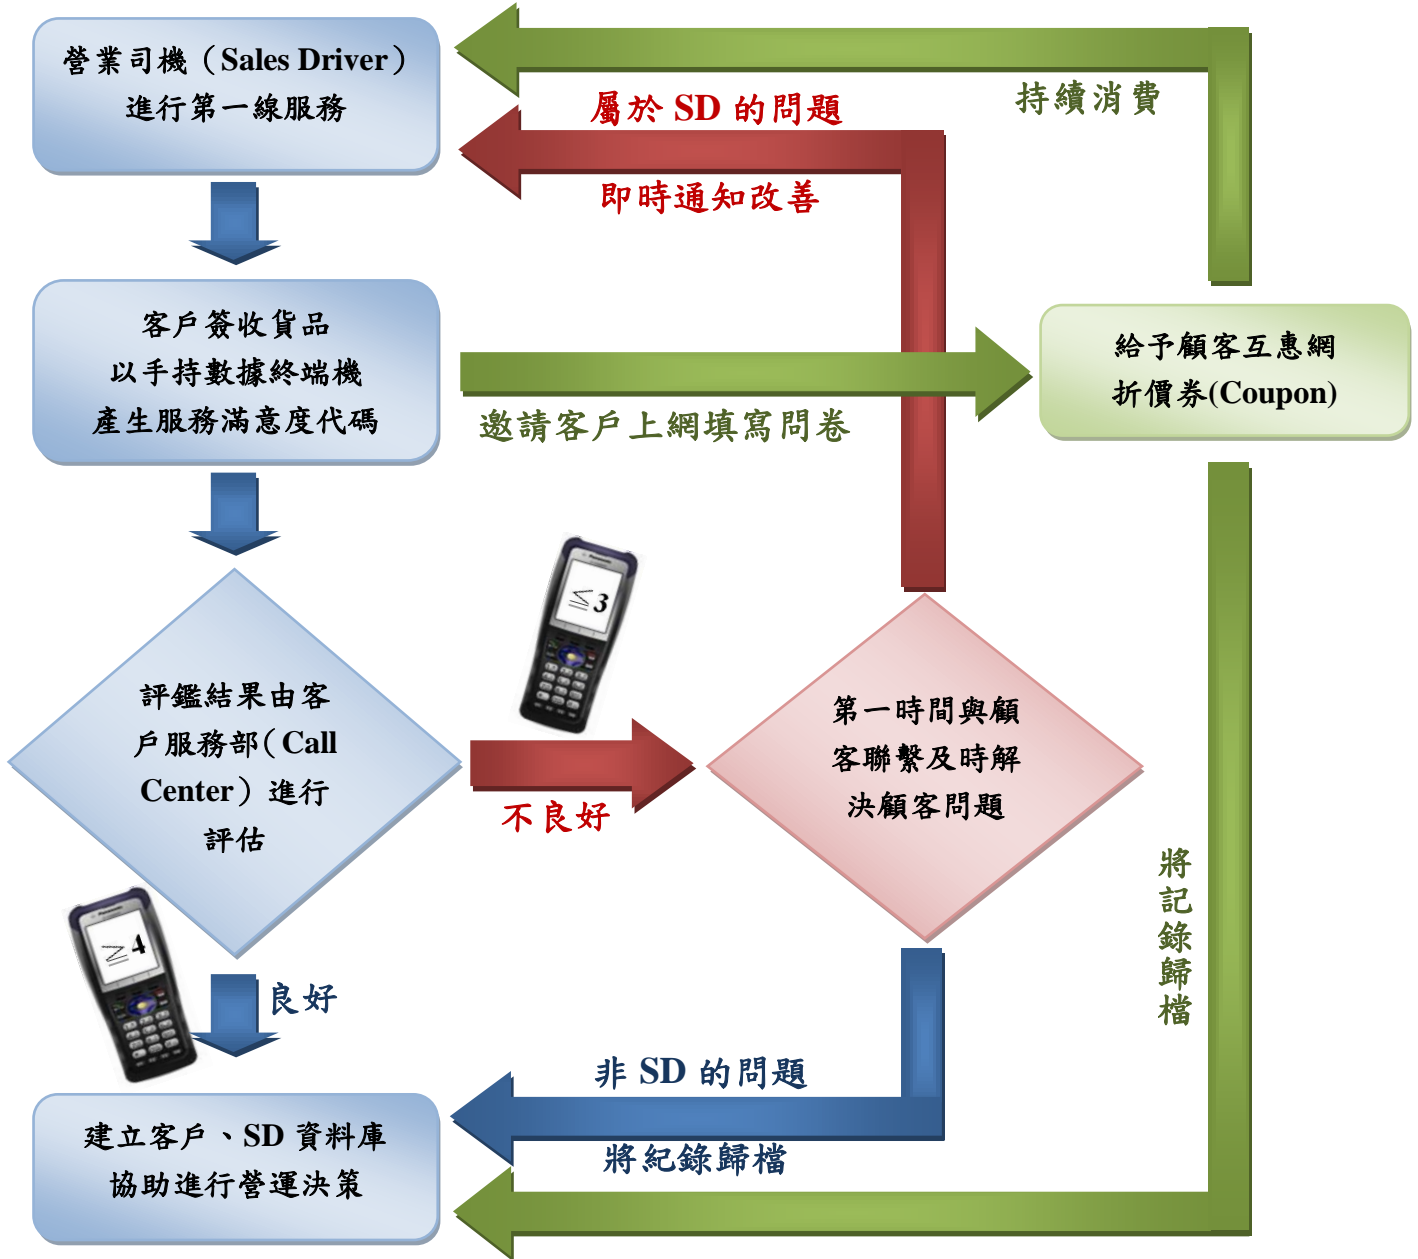 營業司機（Sales Driver）
進行第一線服務
持續消費
屬於 SD 的問題
即時通知改善
客戶簽收貨品
以手持數據終端機
產生服務滿意度代碼
邀請客戶上網填寫問卷
給予顧客互惠網
折價券(Coupon)
≦3
評鑑結果由客
戶服務部（Call
Center）進行
評估
不良好
第一時間與顧
客聯繫及時解
決顧客問題
將記錄歸檔
≧4
良好
非 SD 的問題
將紀錄歸檔
建立客戶、SD 資料庫
協助進行營運決策